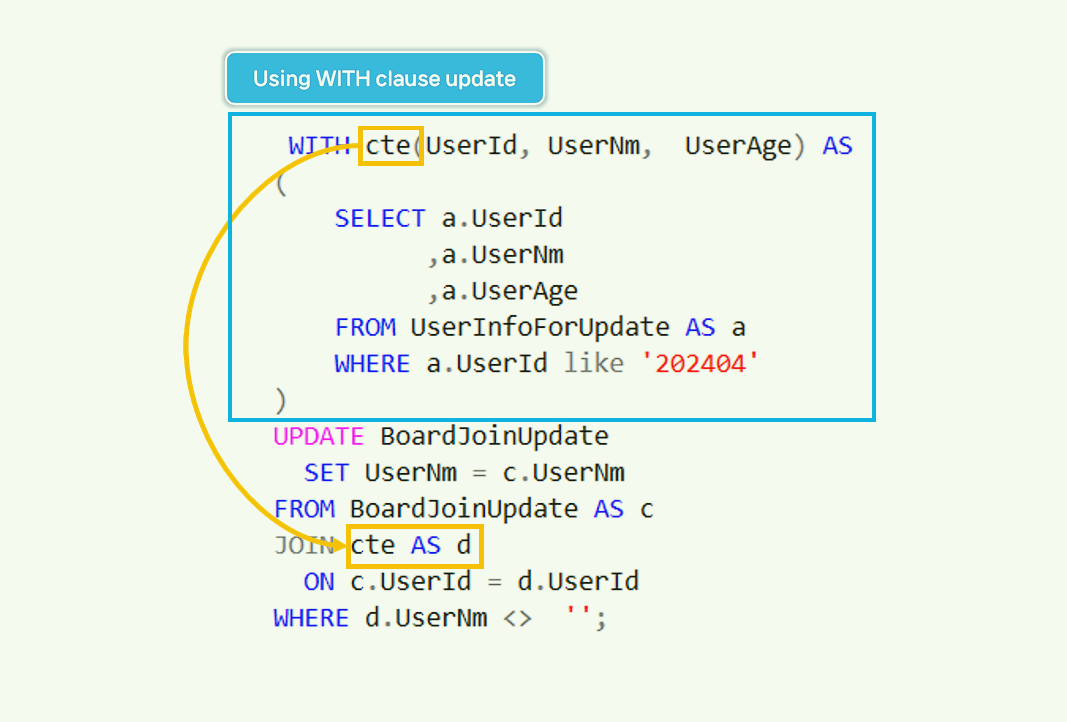 Using WITH clause update
WITH cte(UserId, UserNm,  UserAge) AS
(
SELECT a.UserId
,a.UserNm
,a.UserAge
FROM UserInfoForUpdate AS a
WHERE a.UserId like '202404'
)
UPDATE BoardJoinUpdate
SET UserNm = c.UserNm
FROM BoardJoinUpdate AS c
JOIN cte AS d
ON c.UserId = d.UserId
WHERE d.UserNm <>  '';